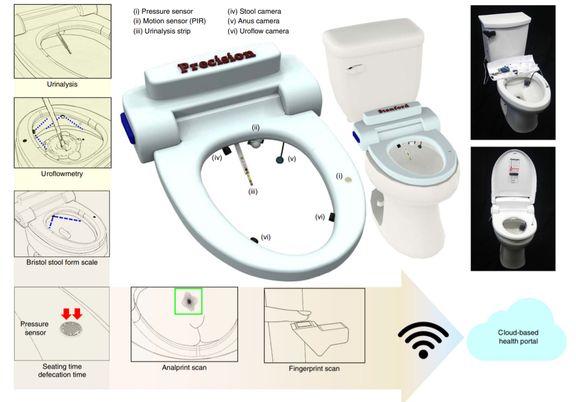 (i) Pressure sensor
(ii) Motion sensor (PIR)
(iii) Urinalysis strip
(iv) Stool camera
(v) Anus camera
(vi) Uroflow camera
Urinalysis
Uroflowmetry
Bristol stool form scale
Precision
(ii)
(iv)
(v)
(iii)
(i)
(vi)
(vi)
Stanford
Pressure
sensor
Seating time
defecation time
Analprint scan
Fingerprint scan
Cloud-based
health portal